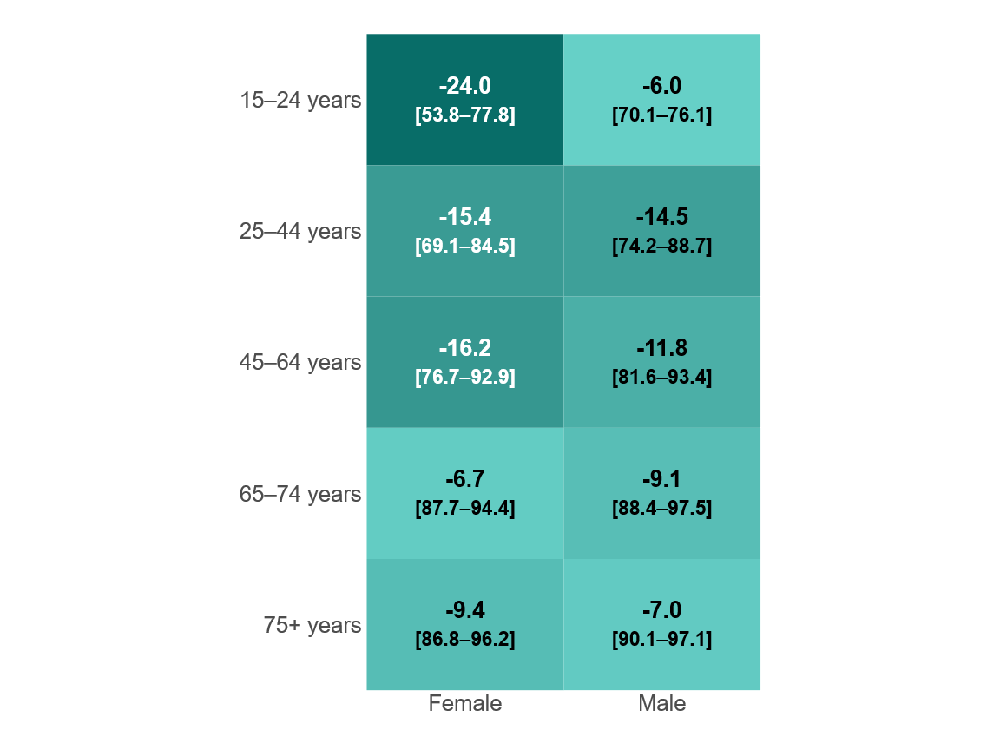 15–24 years
-24.0
[53.8–77.8]
-6.0
[70.1–76.1]
25–44 years
-15.4
[69.1–84.5]
-14.5
[74.2–88.7]
45–64 years
-16.2
[76.7–92.9]
-11.8
[81.6–93.4]
65–74 years
-6.7
[87.7–94.4]
-9.1
[88.4–97.5]
75+ years
-9.4
[86.8–96.2]
-7.0
[90.1–97.1]
Female
Male